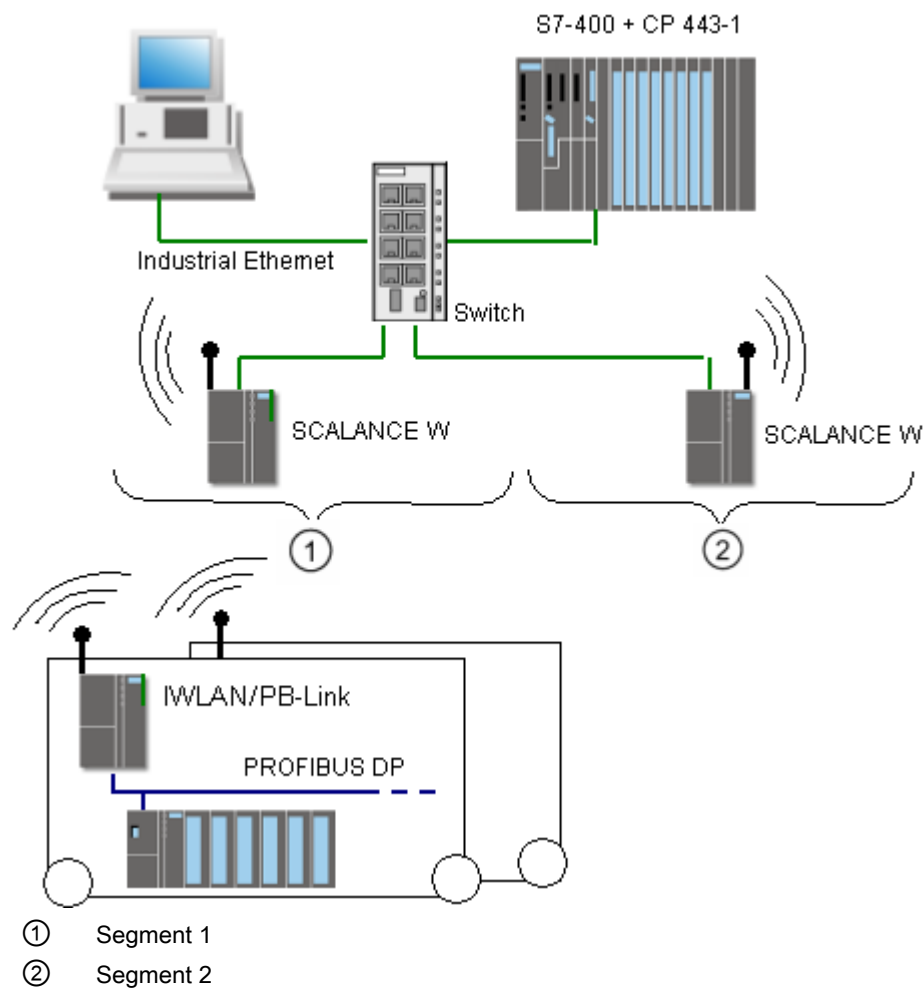 S7-400 + CP 443-1
Industrial Ethernet
Switch
SCALANCE W
SCALANCE W
1
2
IWLAN/PB-Link
PROFIBUS DP
① Segment 1
② Segment 2